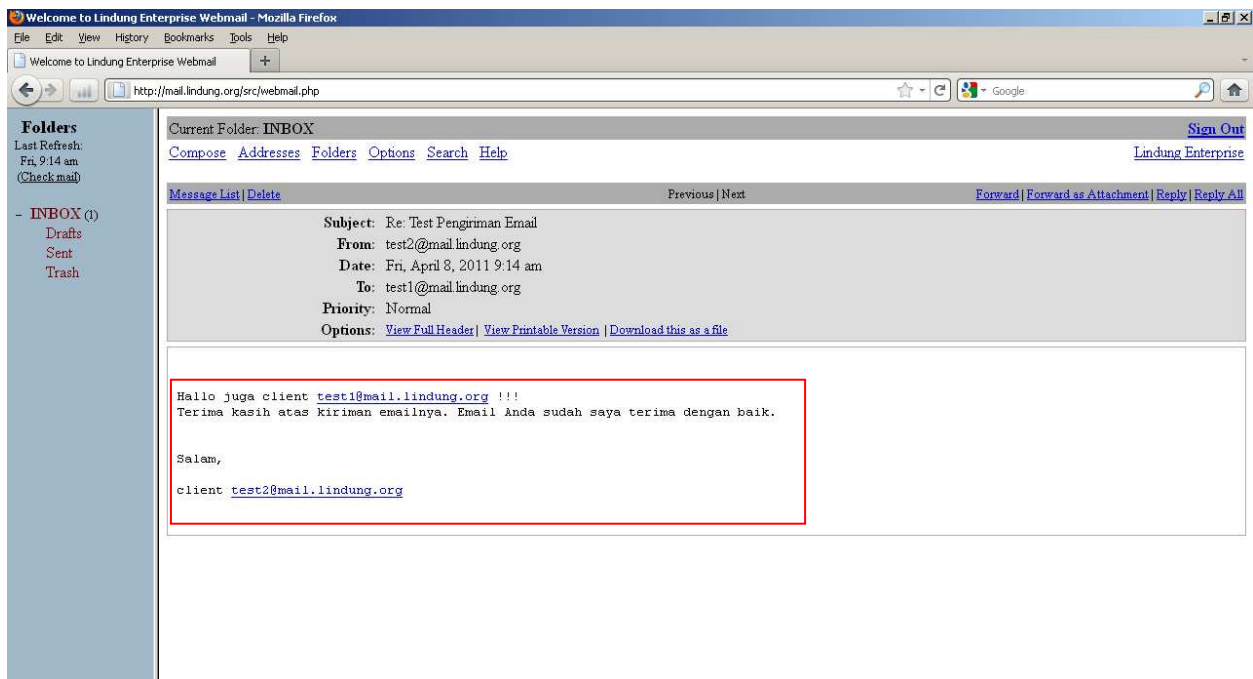 Welcome to Lindung Enterprise Webmail - Mozilla Firefox
File Edit View History Bookmarks Tools Help
Welcome to Lindung Enterprise Webmail +
http://mail.lindung.org/src/webmail.php Google
Folders
Last Refresh:
Fri, 9:14 am
(Check mail)
- INBOX (1)
Drafts
Sent
Trash
Current Folder: INBOX Sign Out
Compose Addresses Folders Options Search Help Lindung Enterprise
Message List | Delete Previous | Next Forward | Forward as Attachment | Reply | Reply All
Subject: Re: Test Pengiriman Email
From: test2@mail.lindung.org
Date: Fri, April 8, 2011 9:14 am
To: test1@mail.lindung.org
Priority: Normal
Options: View Full Header | View Printable Version | Download this as a file
Hallo juga client test1@mail.lindung.org !!!
Terima kasih atas kiriman emailnya. Email Anda sudah saya terima dengan baik.
Salam,
client test2@mail.lindung.org